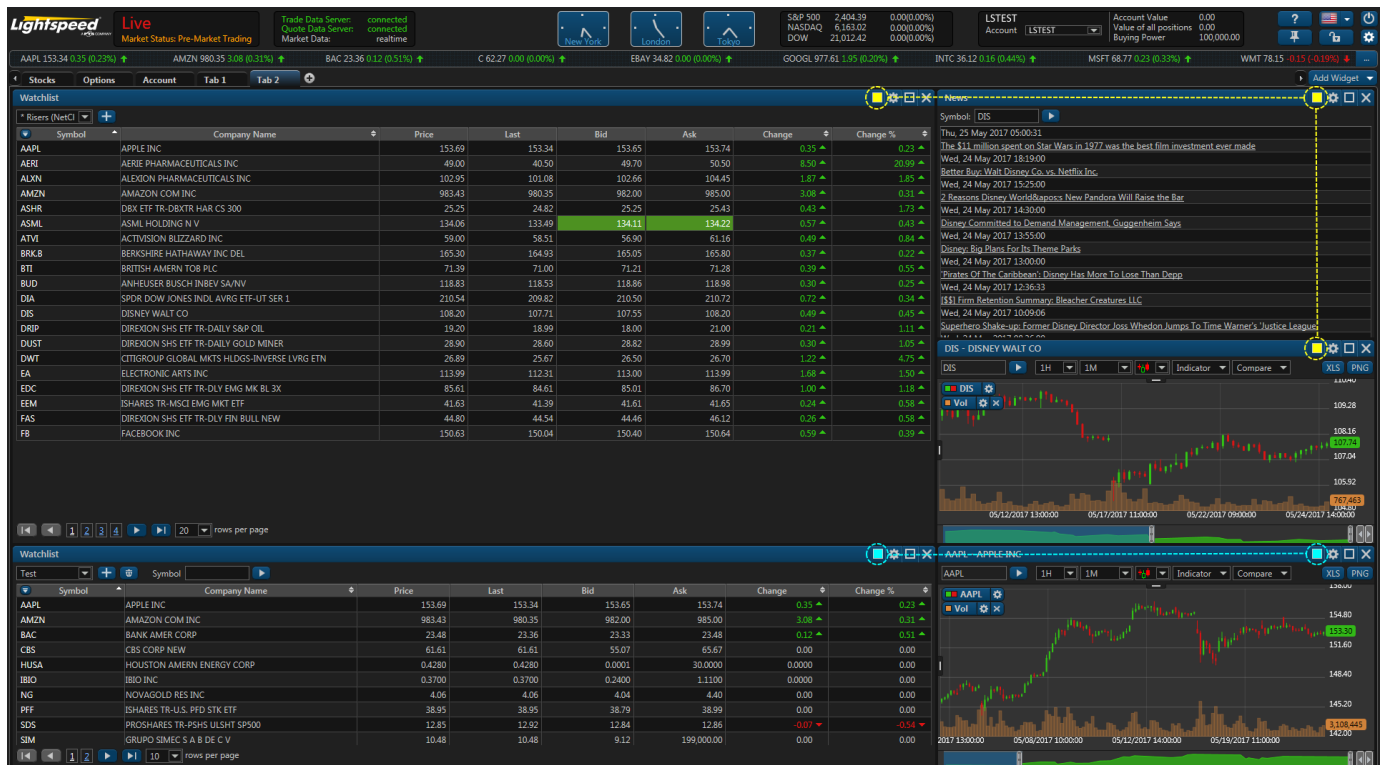 Lightspeed
A COMPANY
Live
Market Status: Pre-Market Trading
Trade Data Server: connected
Quote Data Server: connected
Market Data: realtime
New York
London
Tokyo
S&P 500 2,404.39 0.00(0.00%)
NASDAQ 6,163.02 0.00(0.00%)
DOW 21,012.42 0.00(0.00%)
LSTEST
Account LSTEST
Account Value 0.00
Value of all positions 0.00
Buying Power 100,000.00
?
AAPL 153.34 0.35 (0.23%) AMZN 980.35 3.08 (0.31%) BAC 23.36 0.12 (0.51%) C 62.27 0.00 (0.00%) EBAY 34.82 0.00 (0.00%) GOOGL 977.61 1.95 (0.20%) INTC 36.12 0.16 (0.44%) MSFT 68.77 0.23 (0.33%) WMT 78.15 -0.15 (-0.19%) ...
Stocks Options Account Tab 1 Tab 2 Add Widget
Watchlist
* Risers (NetCl
Symbol Company Name Price Last Bid Ask Change Change %
AAPL APPLE INC 153.69 153.34 153.65 153.74 0.35 0.23
AERI AERIE PHARMACEUTICALS INC 49.00 40.50 49.70 50.50 8.50 20.99
ALXN ALEXION PHARMACEUTICALS INC 102.95 101.08 102.66 104.45 1.87 1.85
AMZN AMAZON COM INC 983.43 980.35 982.00 985.00 3.08 0.31
ASHR DBX ETF TR-DBXTR HAR CS 300 25.25 24.82 25.25 25.43 0.43 1.73
ASML ASML HOLDING N V 134.06 133.49 134.11 134.22 0.57 0.43
ATVI ACTIVISION BLIZZARD INC 59.00 58.51 56.90 61.16 0.49 0.84
BRK.B BERKSHIRE HATHAWAY INC DEL 165.30 164.93 165.05 165.80 0.37 0.22
BTI BRITISH AMERN TOB PLC 71.39 71.00 71.21 71.28 0.39 0.55
BUD ANHEUSER BUSCH INBEV SA/NV 118.83 118.53 118.86 118.98 0.30 0.25
DIA SPDR DOW JONES INDL AVRG ETF-UT SER 1 210.54 209.82 210.50 210.72 0.72 0.34
DIS DISNEY WALT CO 108.20 107.71 107.55 108.20 0.49 0.45
DRIP DIREXION SHS ETF TR-DAILY S&P OIL 19.20 18.99 18.00 21.00 0.21 1.11
DUST DIREXION SHS ETF TR-DAILY GOLD MINER 28.90 28.60 28.82 28.99 0.30 1.05
DWT CITIGROUP GLOBAL MKTS HLDGS-INVERSE LVRG ETN 26.89 25.67 26.50 26.70 1.22 4.75
EA ELECTRONIC ARTS INC 113.99 112.31 113.00 113.99 1.68 1.50
EDC DIREXION SHS ETF TR-DLY EMG MK BL 3X 85.61 84.61 85.01 86.70 1.00 1.18
EEM ISHARES TR-MSCI EMG MKT ETF 41.63 41.39 41.61 41.65 0.24 0.58
FAS DIREXION SHS ETF TR-DLY FIN BULL NEW 44.80 44.54 44.46 46.12 0.26 0.58
FB FACEBOOK INC 150.63 150.04 150.40 150.64 0.59 0.39
1 2 3 4 20 rows per page
News
Symbol: DIS
Thu, 25 May 2017 05:00:31
The $11 million spent on Star Wars in 1977 was the best film investment ever made
Wed, 24 May 2017 18:19:00
Better Buy: Walt Disney Co. vs. Netflix Inc.
Wed, 24 May 2017 15:25:00
2 Reasons Disney World&apos;s New Pandora Will Raise the Bar
Wed, 24 May 2017 14:30:00
Disney Committed to Demand Management, Guggenheim Says
Wed, 24 May 2017 13:55:00
Disney: Big Plans For Its Theme Parks
Wed, 24 May 2017 13:00:00
'Pirates Of The Caribbean': Disney Has More To Lose Than Depp
Wed, 24 May 2017 12:36:33
[$$] Firm Retention Summary: Bleacher Creatures LLC
Wed, 24 May 2017 10:09:06
Superhero Shake-up: Former Disney Director Joss Whedon Jumps To Time Warner's 'Justice League'
DIS - DISNEY WALT CO
DIS 1H 1M Indicator Compare XLS PNG
DIS
Vol
110.40
109.28
108.16
107.74
107.04
105.92
767,463
104.80
05/12/2017 13:00:00 05/17/2017 11:00:00 05/22/2017 09:00:00 05/24/2017 14:00:00
Watchlist
Test Symbol
Symbol Company Name Price Last Bid Ask Change Change %
AAPL APPLE INC 153.69 153.34 153.65 153.74 0.35 0.23
AMZN AMAZON COM INC 983.43 980.35 982.00 985.00 3.08 0.31
BAC BANK AMER CORP 23.48 23.36 23.33 23.48 0.12 0.51
CBS CBS CORP NEW 61.61 61.61 55.07 65.67 0.00 0.00
HUSA HOUSTON AMERN ENERGY CORP 0.4280 0.4280 0.0001 30.0000 0.0000 0.00
IBIO IBIO INC 0.3700 0.3700 0.2400 1.1100 0.0000 0.00
NG NOVAGOLD RES INC 4.06 4.06 4.04 4.40 0.00 0.00
PFF ISHARES TR-U.S. PFD STK ETF 38.95 38.95 38.79 38.99 0.00 0.00
SDS PROSHARES TR-PSHS ULSHT SP500 12.85 12.92 12.84 12.86 -0.07 -0.54
SIM GRUPO SIMEC S A B DE C V 10.48 10.48 9.12 199,000.00 0.00 0.00
1 2 10 rows per page
AAPL - APPLE INC
AAPL 1H 1M Indicator Compare XLS PNG
AAPL
Vol
158.00
154.80
153.30
151.60
148.40
145.20
3,108,445
142.00
2017 13:00:00 05/08/2017 10:00:00 05/12/2017 14:00:00 05/19/2017 11:00:00